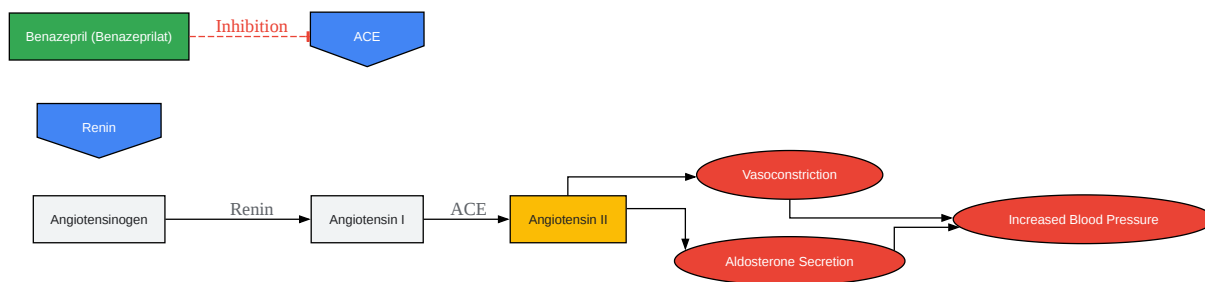 Benazepril (Benazeprilat)
Inhibition
ACE
Renin
Angiotensinogen
Renin
Angiotensin I
ACE
Angiotensin II
Vasoconstriction
Aldosterone Secretion
Increased Blood Pressure